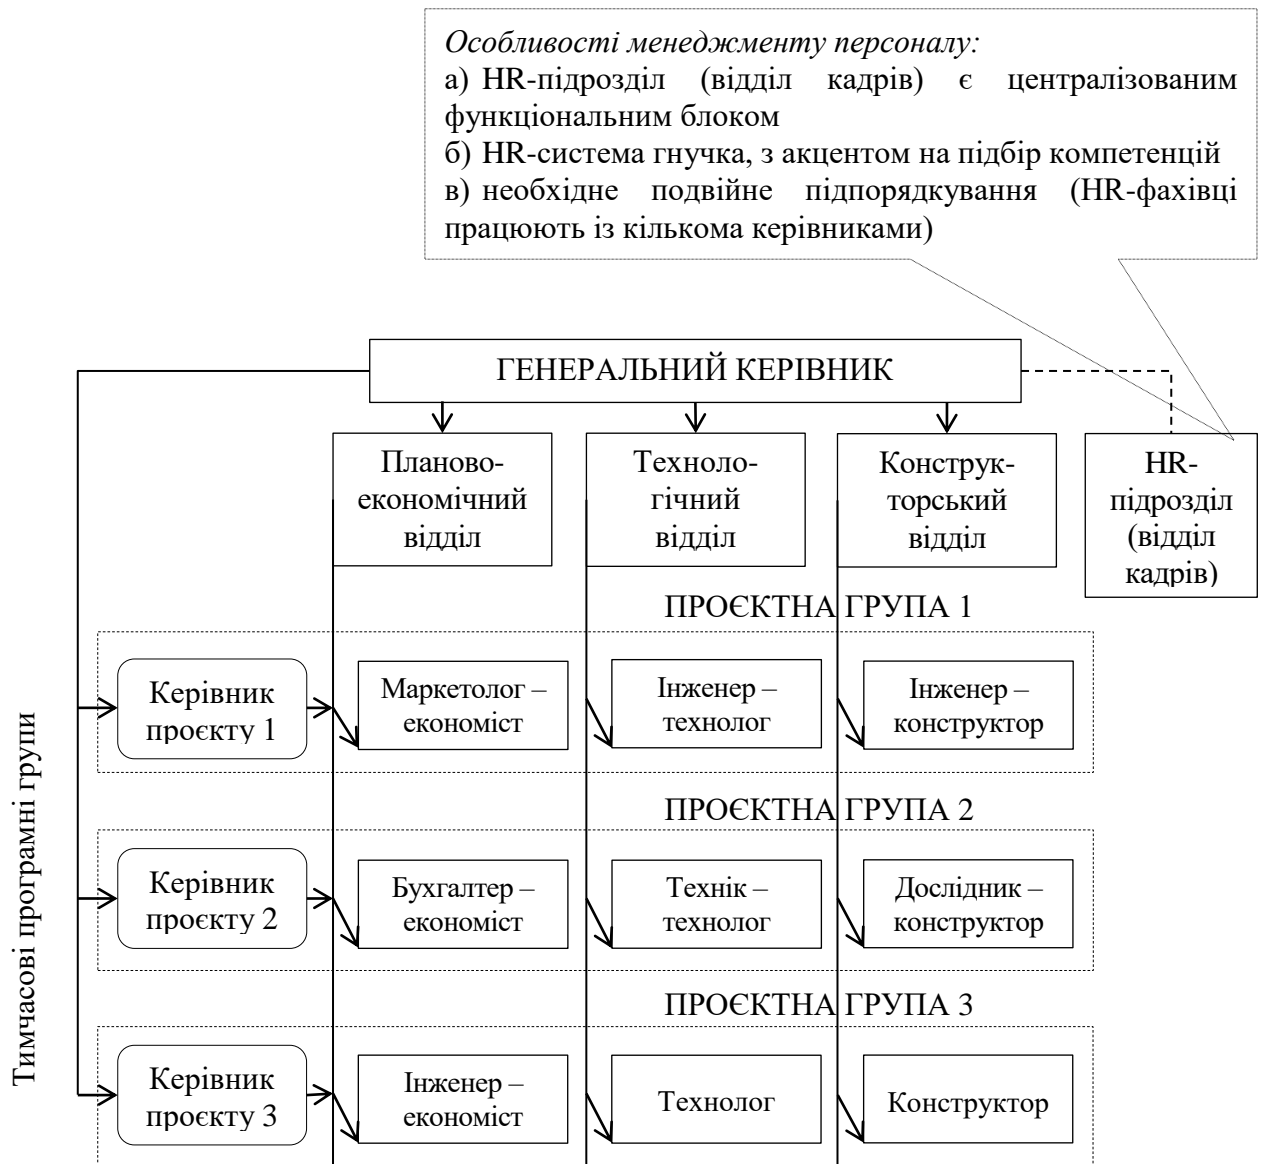 Особливості менеджменту персоналу:
а) HR-підрозділ (відділ кадрів) є централізованим
функціональним блоком
б) HR-система гнучка, з акцентом на підбір компетенцій
в) необхідне подвійне підпорядкування (HR-фахівці
працюють із кількома керівниками)
ГЕНЕРАЛЬНИЙ КЕРІВНИК
Планово-
економічний
відділ
Техноло-
гічний
відділ
Конструк-
торський
відділ
HR-
підрозділ
(відділ
кадрів)
Тимчасові програмні групи
ПРОЄКТНА ГРУПА 1
Керівник
проєкту 1
Маркетолог –
економіст
Інженер –
технолог
Інженер –
конструктор
ПРОЄКТНА ГРУПА 2
Керівник
проєкту 2
Бухгалтер –
економіст
Технік –
технолог
Дослідник –
конструктор
ПРОЄКТНА ГРУПА 3
Керівник
проєкту 3
Інженер –
економіст
Технолог
Конструктор